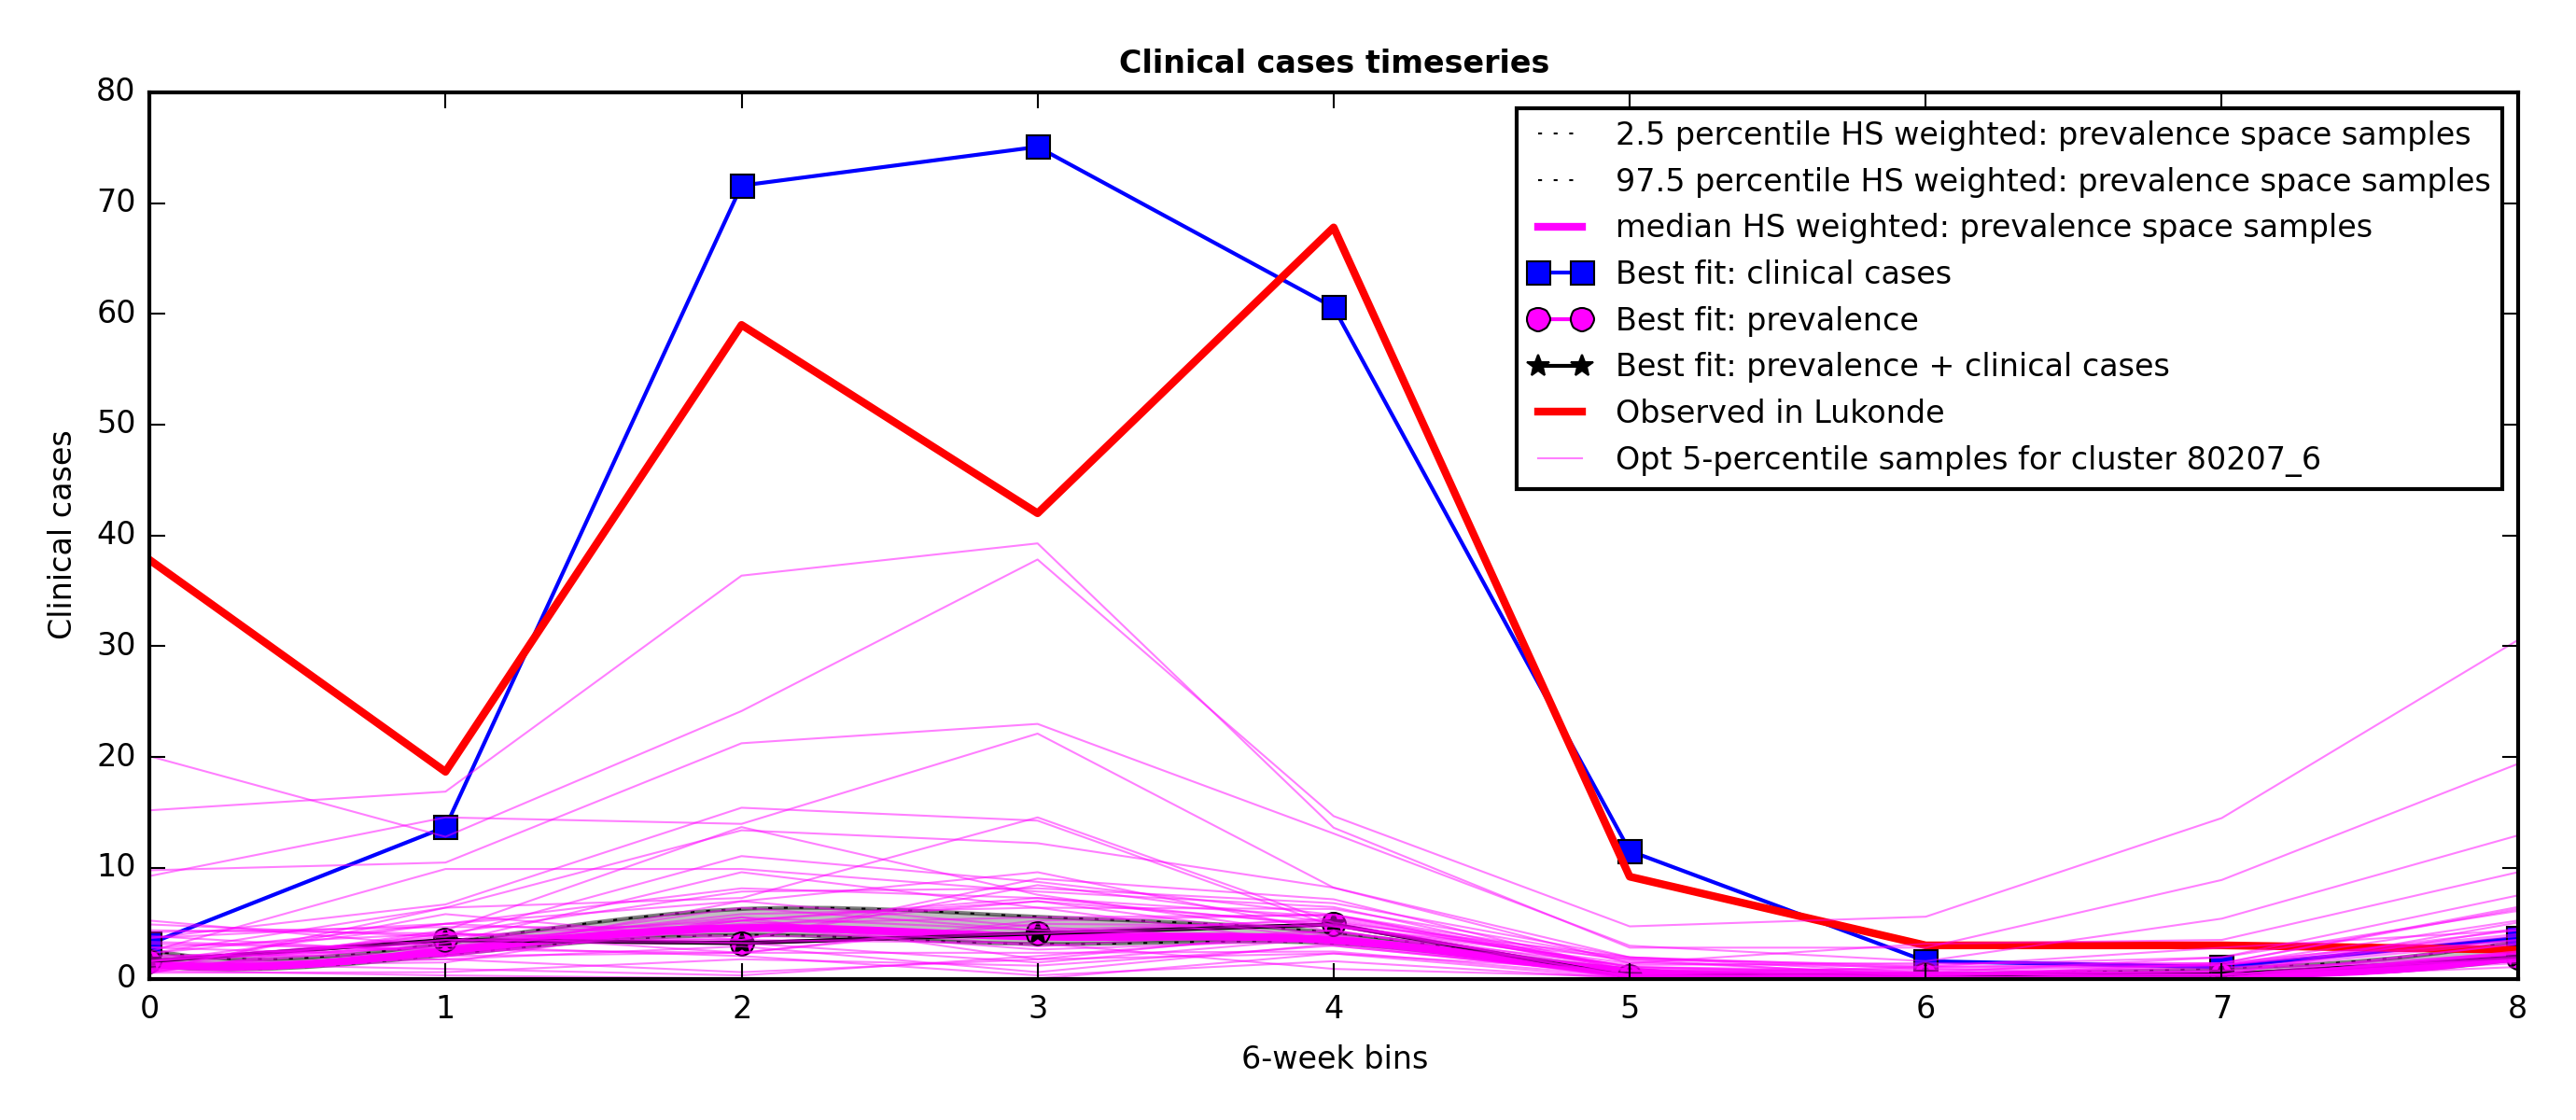 Clinical cases timeseries
80
70
60
50
40
30
20
10
0
Clinical cases
2.5 percentile HS weighted: prevalence space samples
97.5 percentile HS weighted: prevalence space samples
median HS weighted: prevalence space samples
Best fit: clinical cases
Best fit: prevalence
Best fit: prevalence + clinical cases
Observed in Lukonde
Opt 5-percentile samples for cluster 80207_6
0 1 2 3 4 5 6 7 8
6-week bins